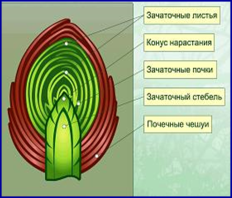 Зачаточные листья
Конус нарастания
Зачаточные почки
Зачаточный стебель
Почечные чешуи